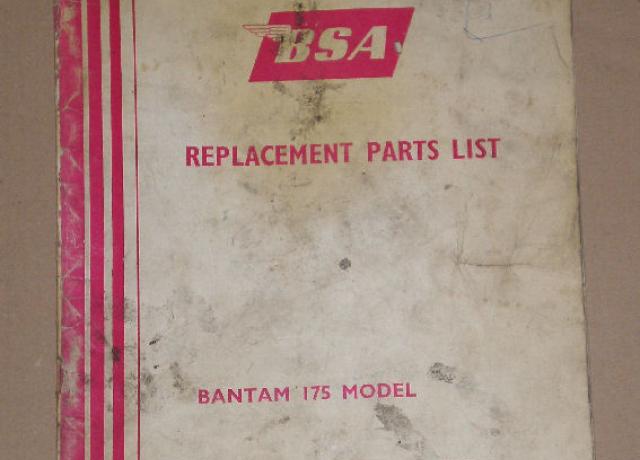 BSA
REPLACEMENT PARTS LIST
BANTAM 175 MODEL